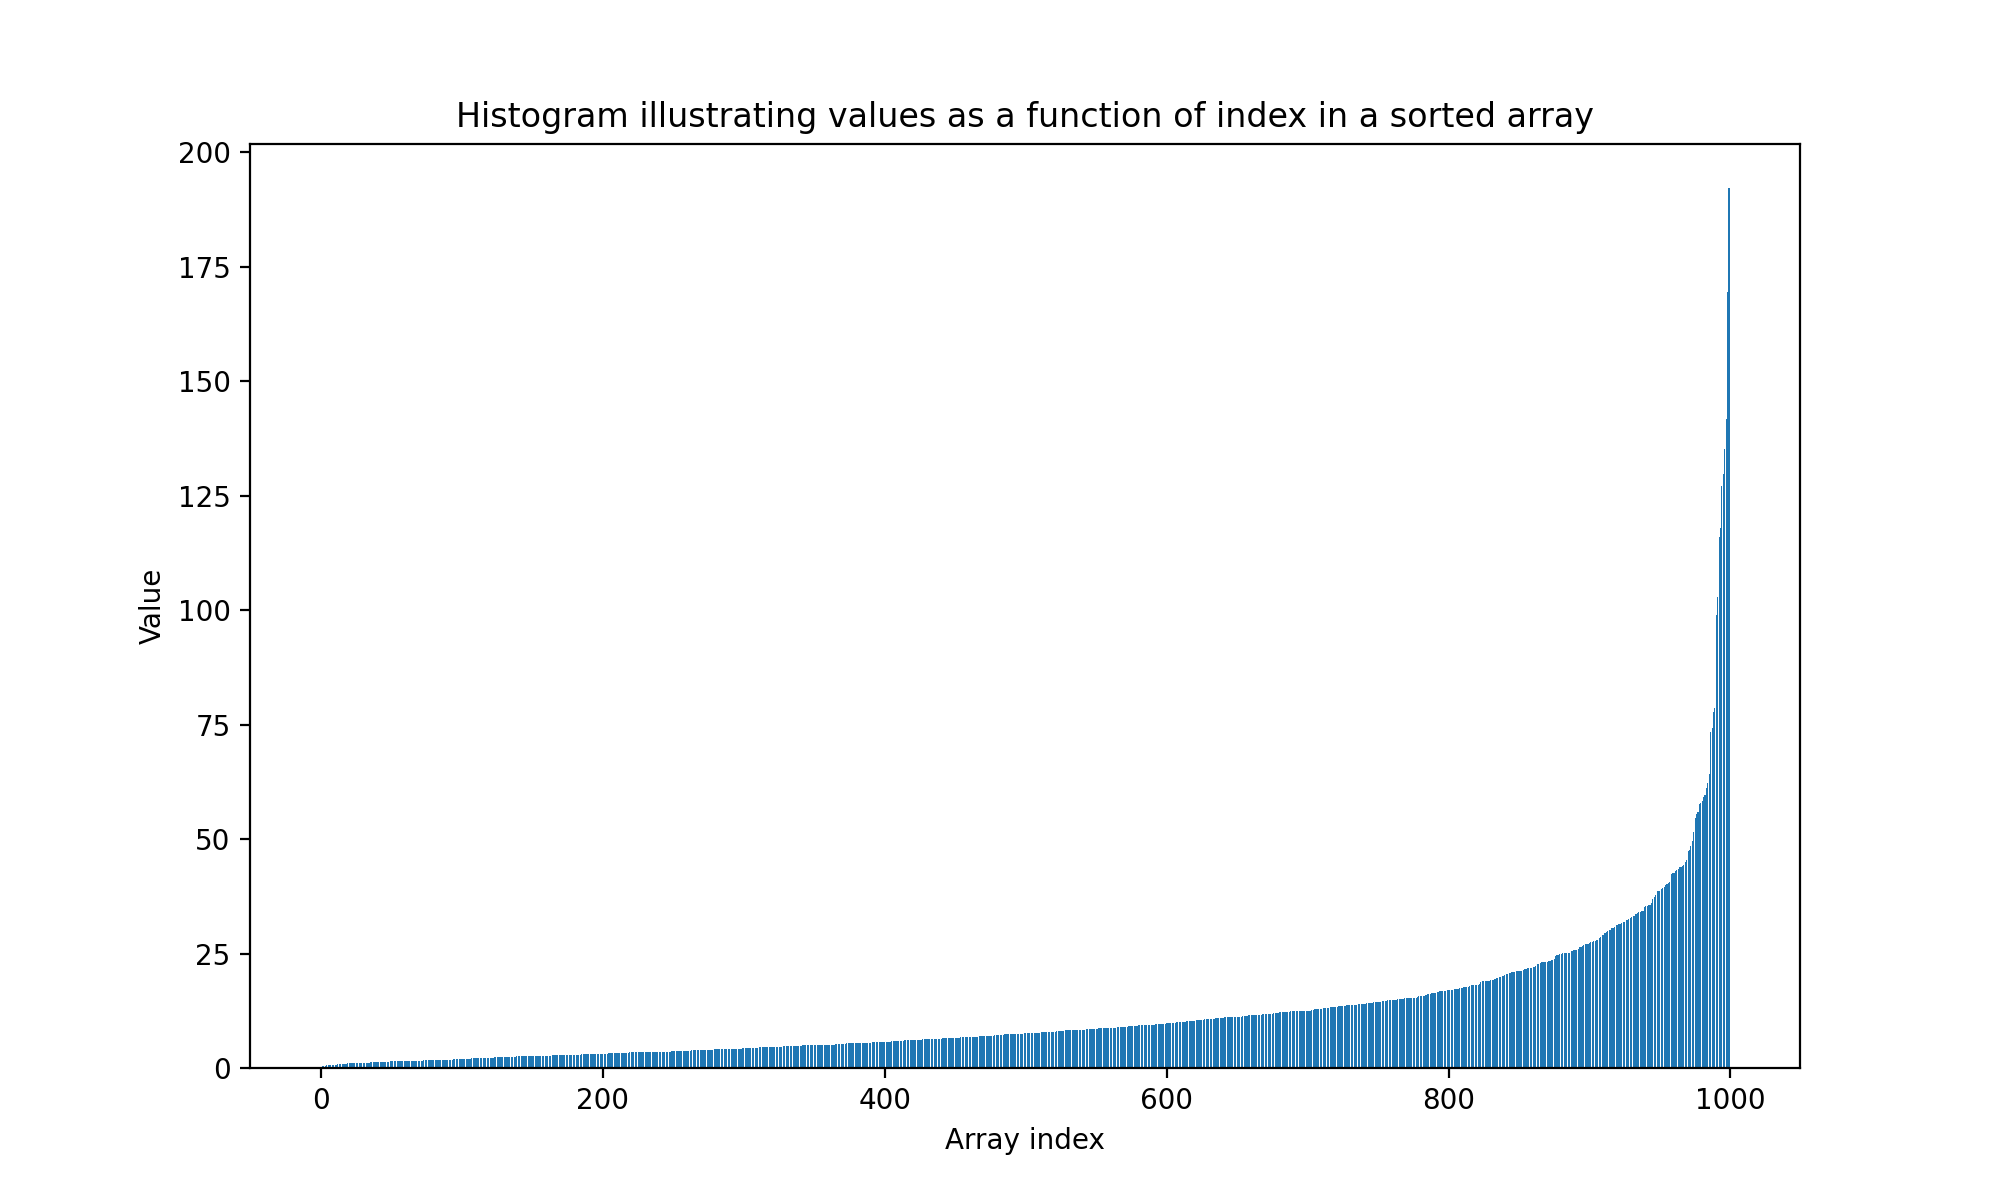 Histogram illustrating values as a function of index in a sorted array
200
175
150
125
100
75
50
25
0
Value
0 200 400 600 800 1000
Array index